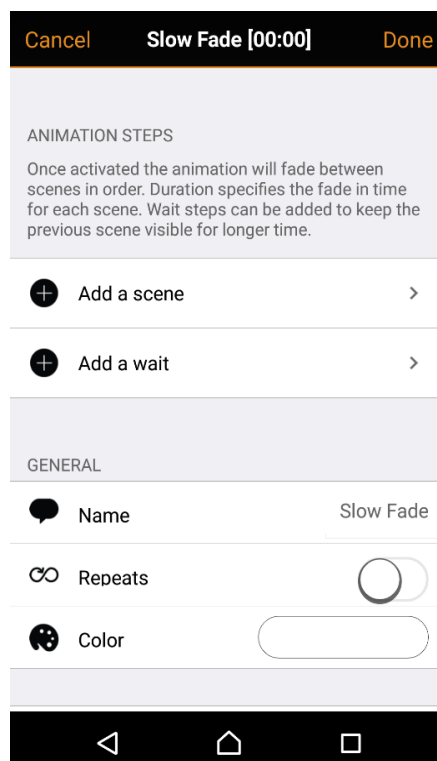 Cancel Slow Fade [00:00] Done
ANIMATION STEPS
Once activated the animation will fade between
scenes in order. Duration specifies the fade in time
for each scene. Wait steps can be added to keep the
previous scene visible for longer time.
Add a scene
Add a wait
GENERAL
Name Slow Fade
Repeats
Color